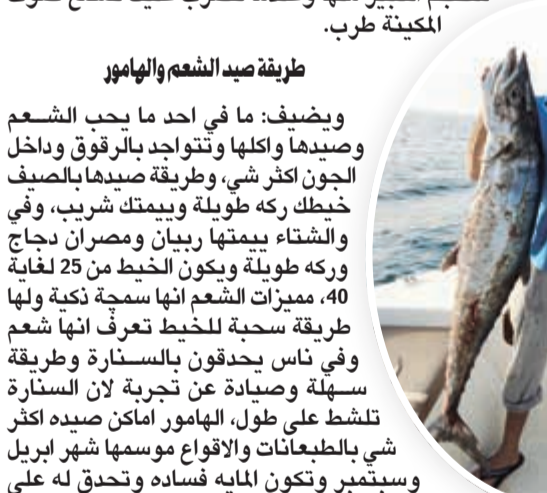 المكينة طرب.
طريقة صيد الشعم والهامور
ويضيف: ما في احد ما يحب الشـعم
وصيدها واكلها وتتواجد بالرقوق وداخل
الجون اكثر شي، وطريقة صيدها بالصيف
خيطك ركه طويلة وييمتك شريب، وفي
والشتاء ييمتها ربيان ومصران دجاج
وركه طويلة ويكون الخيط من 25 لغاية
40، مميزات الشعم انها سمچة ذكية ولها
طريقة سحبة للخيط تعرف انها شعم
وفي ناس يحدقون بالسـنارة وطريقة
سـهلة وصيادة عن تجربة لان السنارة
تلشط على طول، الهامور اماكن صيده اكثر
شي بالطبعانات والاقواع موسمها شهر ابريل
وسبتمبر وتكون المايه فساده وتحدق له على